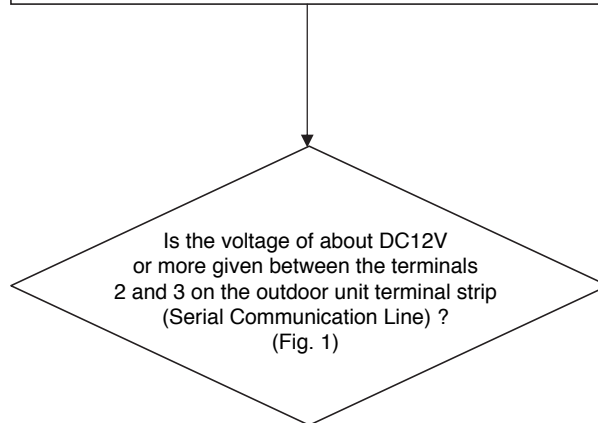 Is the voltage of about DC12V
or more given between the terminals
2 and 3 on the outdoor unit terminal strip
(Serial Communication Line) ?
(Fig. 1)